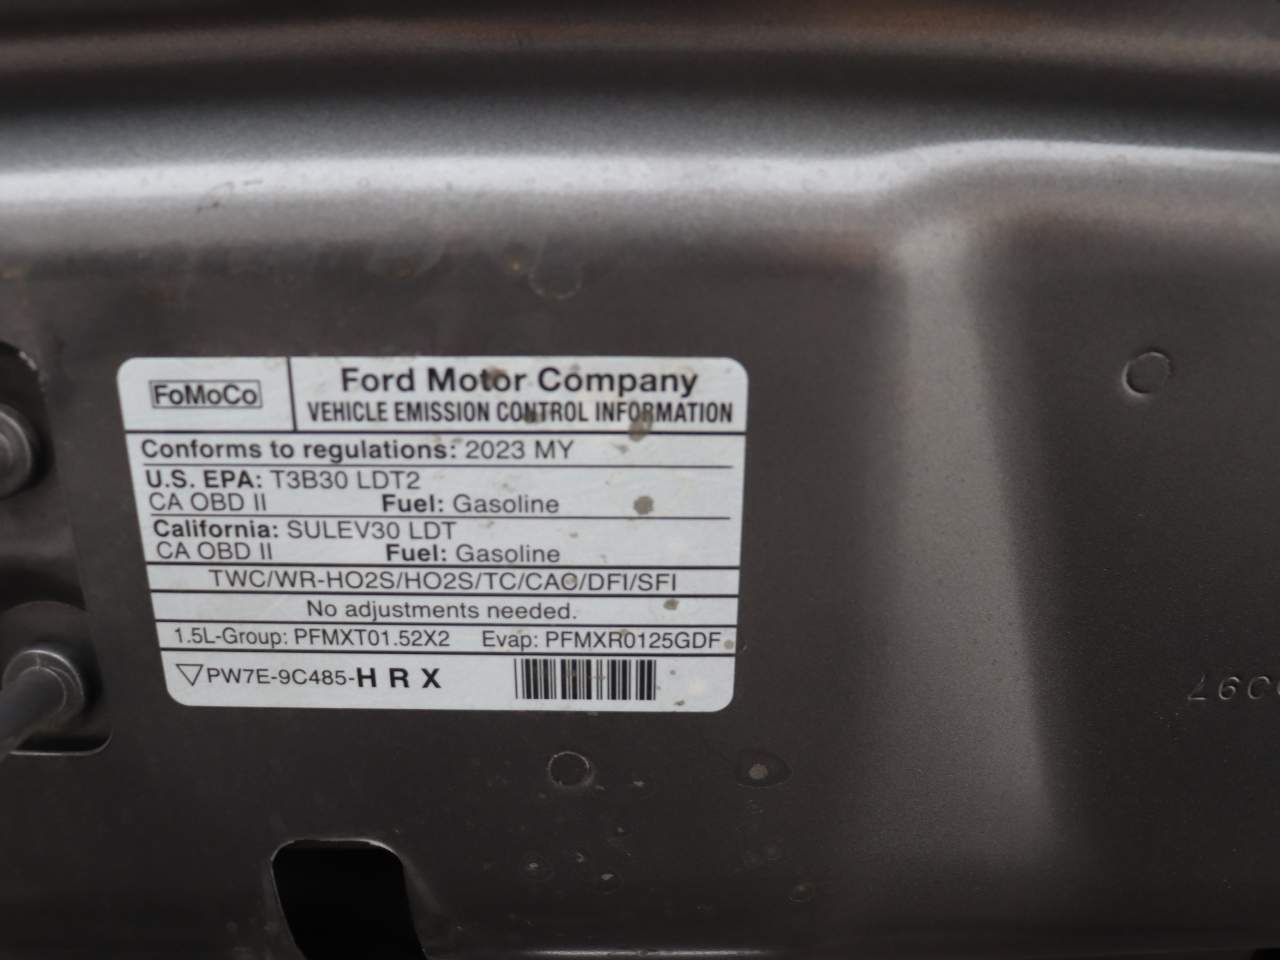 FoMoCo
Ford Motor Company
VEHICLE EMISSION CONTROL INFORMATION
Conforms to regulations: 2023 MY
U.S. EPA: T3B30 LDT2
CA OBD II Fuel: Gasoline
California: SULEV30 LDT
CA OBD II Fuel: Gasoline
TWC/WR-HO2S/HO2S/TC/CAC/DFI/SFI
No adjustments needed.
1.5L-Group: PFMXT01.52X2 Evap: PFMXR0125GDF
PW7E-9C485-H R X